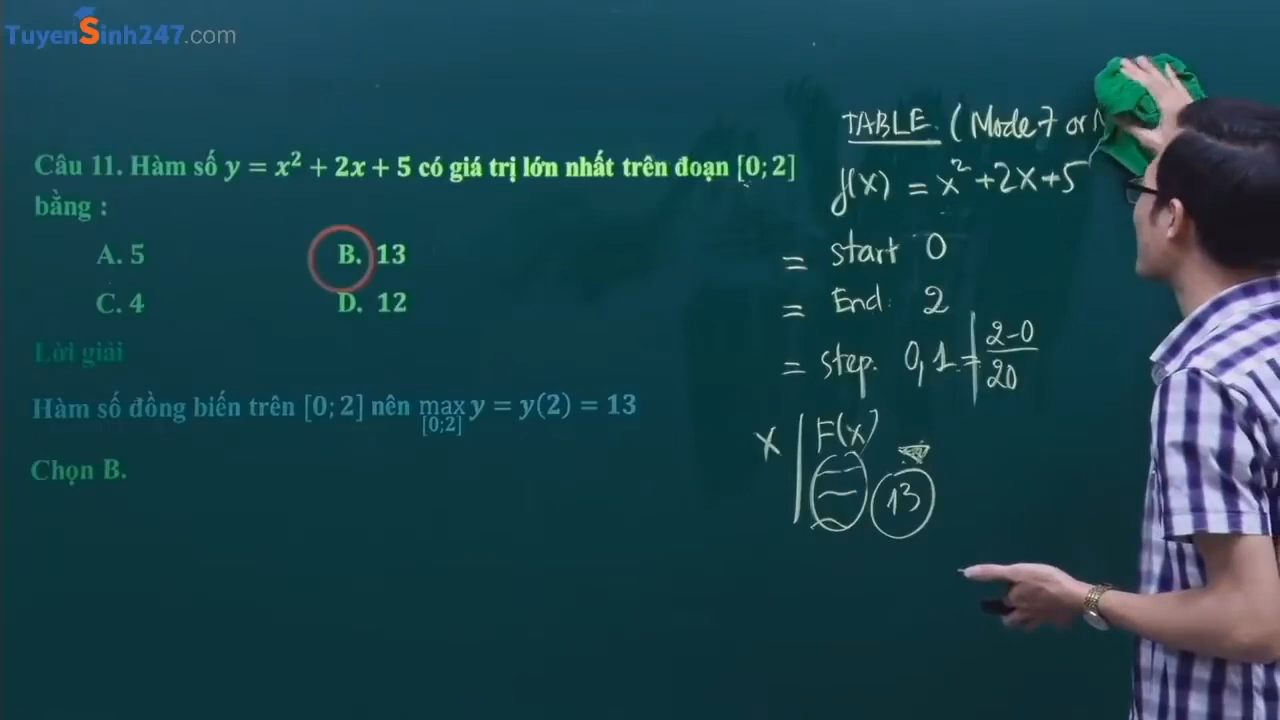 TuyenSinh247.com
Câu 11. Hàm số y = x² + 2x + 5 có giá trị lớn nhất trên đoạn [0; 2]
bằng :
A. 5 B. 13
C. 4 D. 12
Lời giải
Hàm số đồng biến trên [0; 2] nên max y = y(2) = 13
[0;2]
Chọn B.
TABLE. (Mode 7 or
f(x) = x² + 2x + 5
= start 0
= End: 2
= step. 0,1 = (2-0)/20
X | F(x)
13